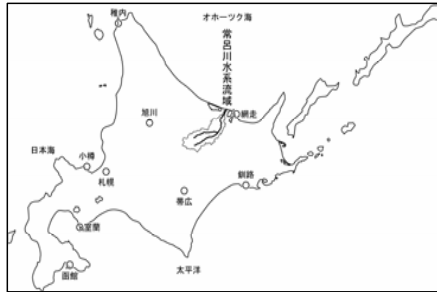 オホーツク海
稚内
常呂川水系流域
網走
旭川
日本海
小樽
札幌
釧路
帯広
室蘭
太平洋
函館